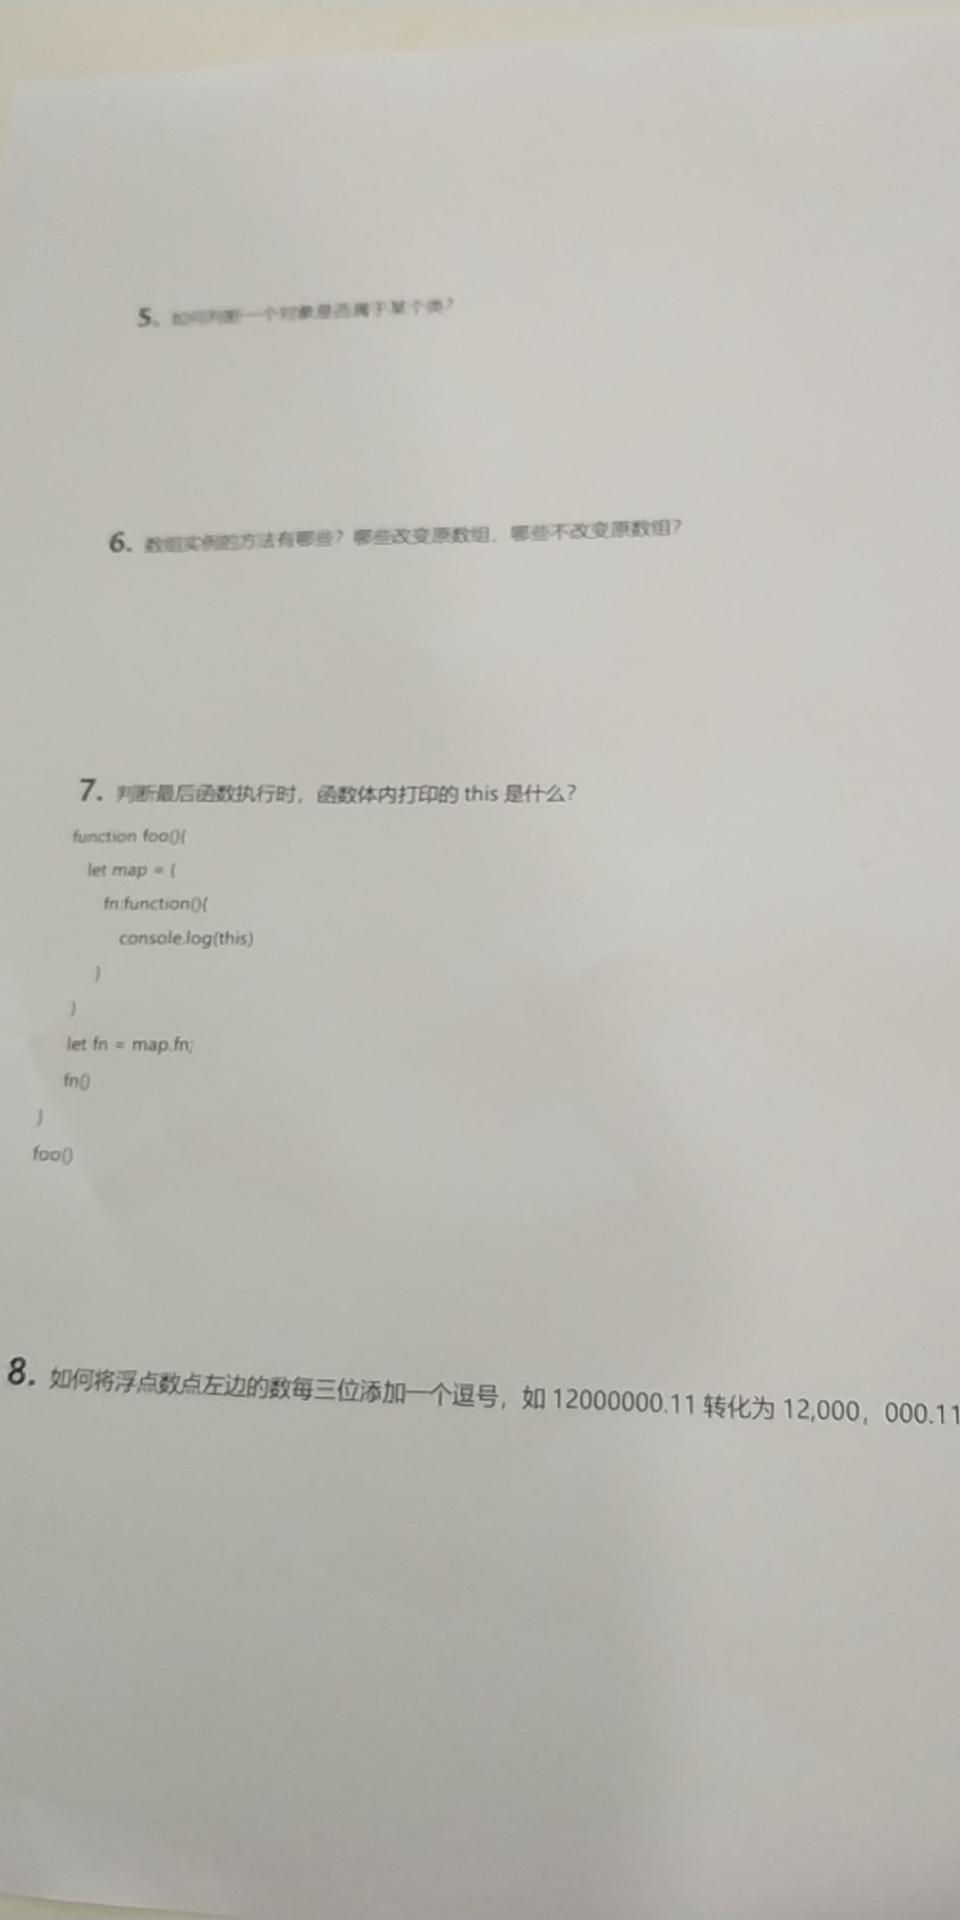 5、如何判断一个对象是否属于某个类？
6、数组实例的方法有哪些？哪些改变原数组，哪些不改变原数组？
7、判断最后函数执行时，函数体内打印的 this 是什么？
function foo(){
let map = {
fn:function(){
console.log(this)
}
}
let fn = map.fn;
fn()
}
foo()
8、如何将浮点数点左边的数每三位添加一个逗号，如 12000000.11 转化为 12,000，000.11